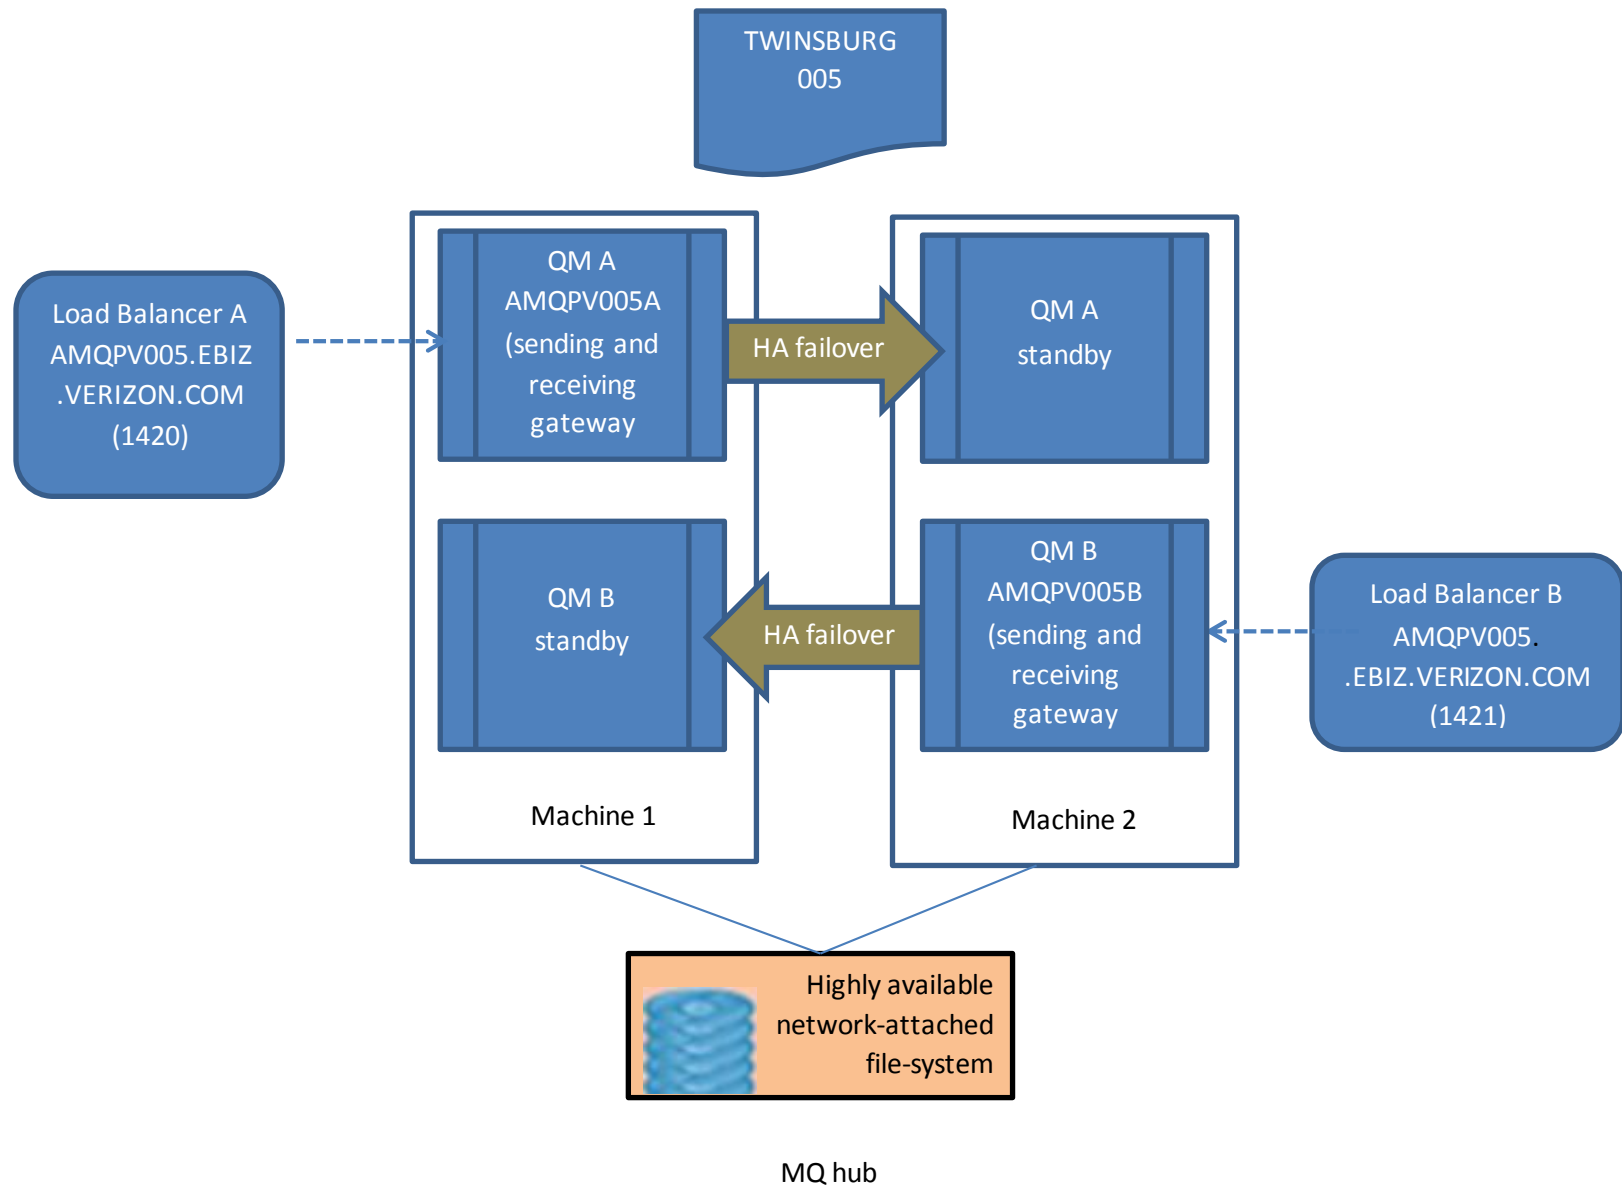 TWINSBURG
005
Load Balancer A
AMQPV005.EBIZ
.VERIZON.COM
(1420)
QM A
AMQPV005A
(sending and
receiving
gateway
HA failover
QM A
standby
QM B
standby
HA failover
QM B
AMQPV005B
(sending and
receiving
gateway
Load Balancer B
AMQPV005.
.EBIZ.VERIZON.COM
(1421)
Machine 1
Machine 2
Highly available
network-attached
file-system
MQ hub